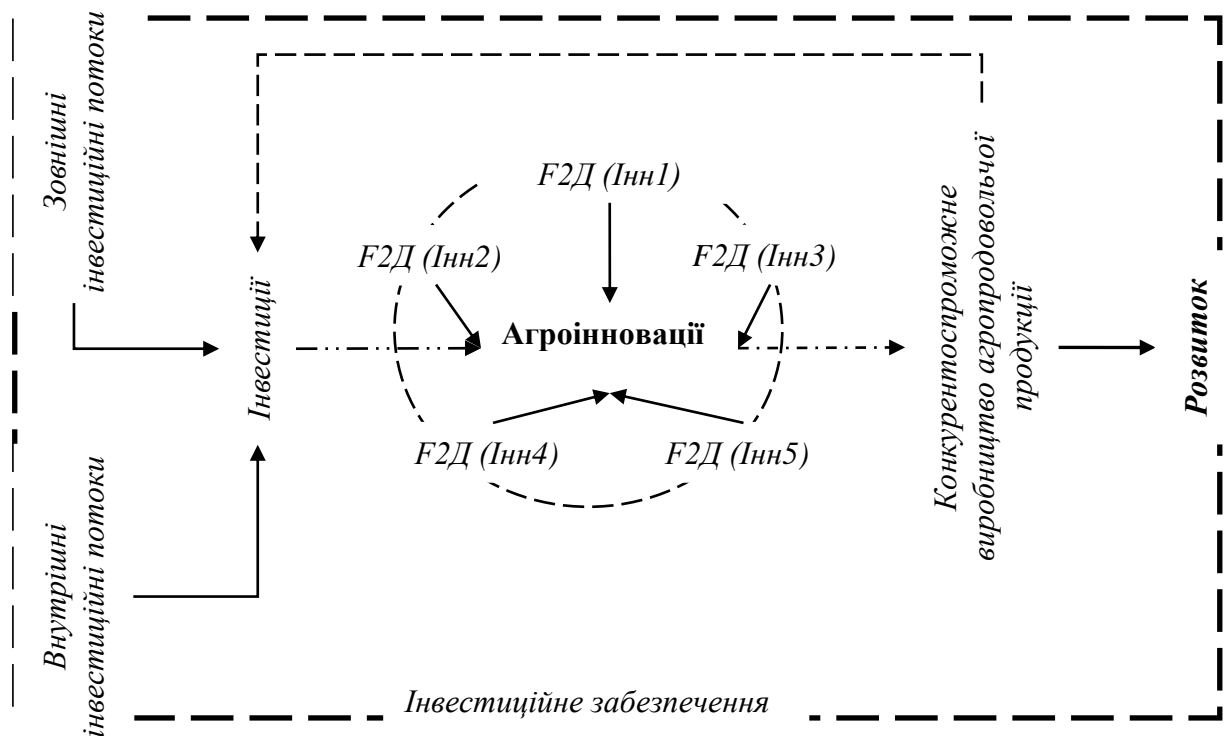 Зовнішні
інвестиційні потоки
Внутрішні
інвестиційні потоки
Інвестиції
F2Д (Інн1)
F2Д (Інн2)
F2Д (Інн3)
Агроінновації
F2Д (Інн4)
F2Д (Інн5)
Конкурентоспроможне
виробництво агропродовольчої
продукції
Розвиток
Інвестиційне забезпечення